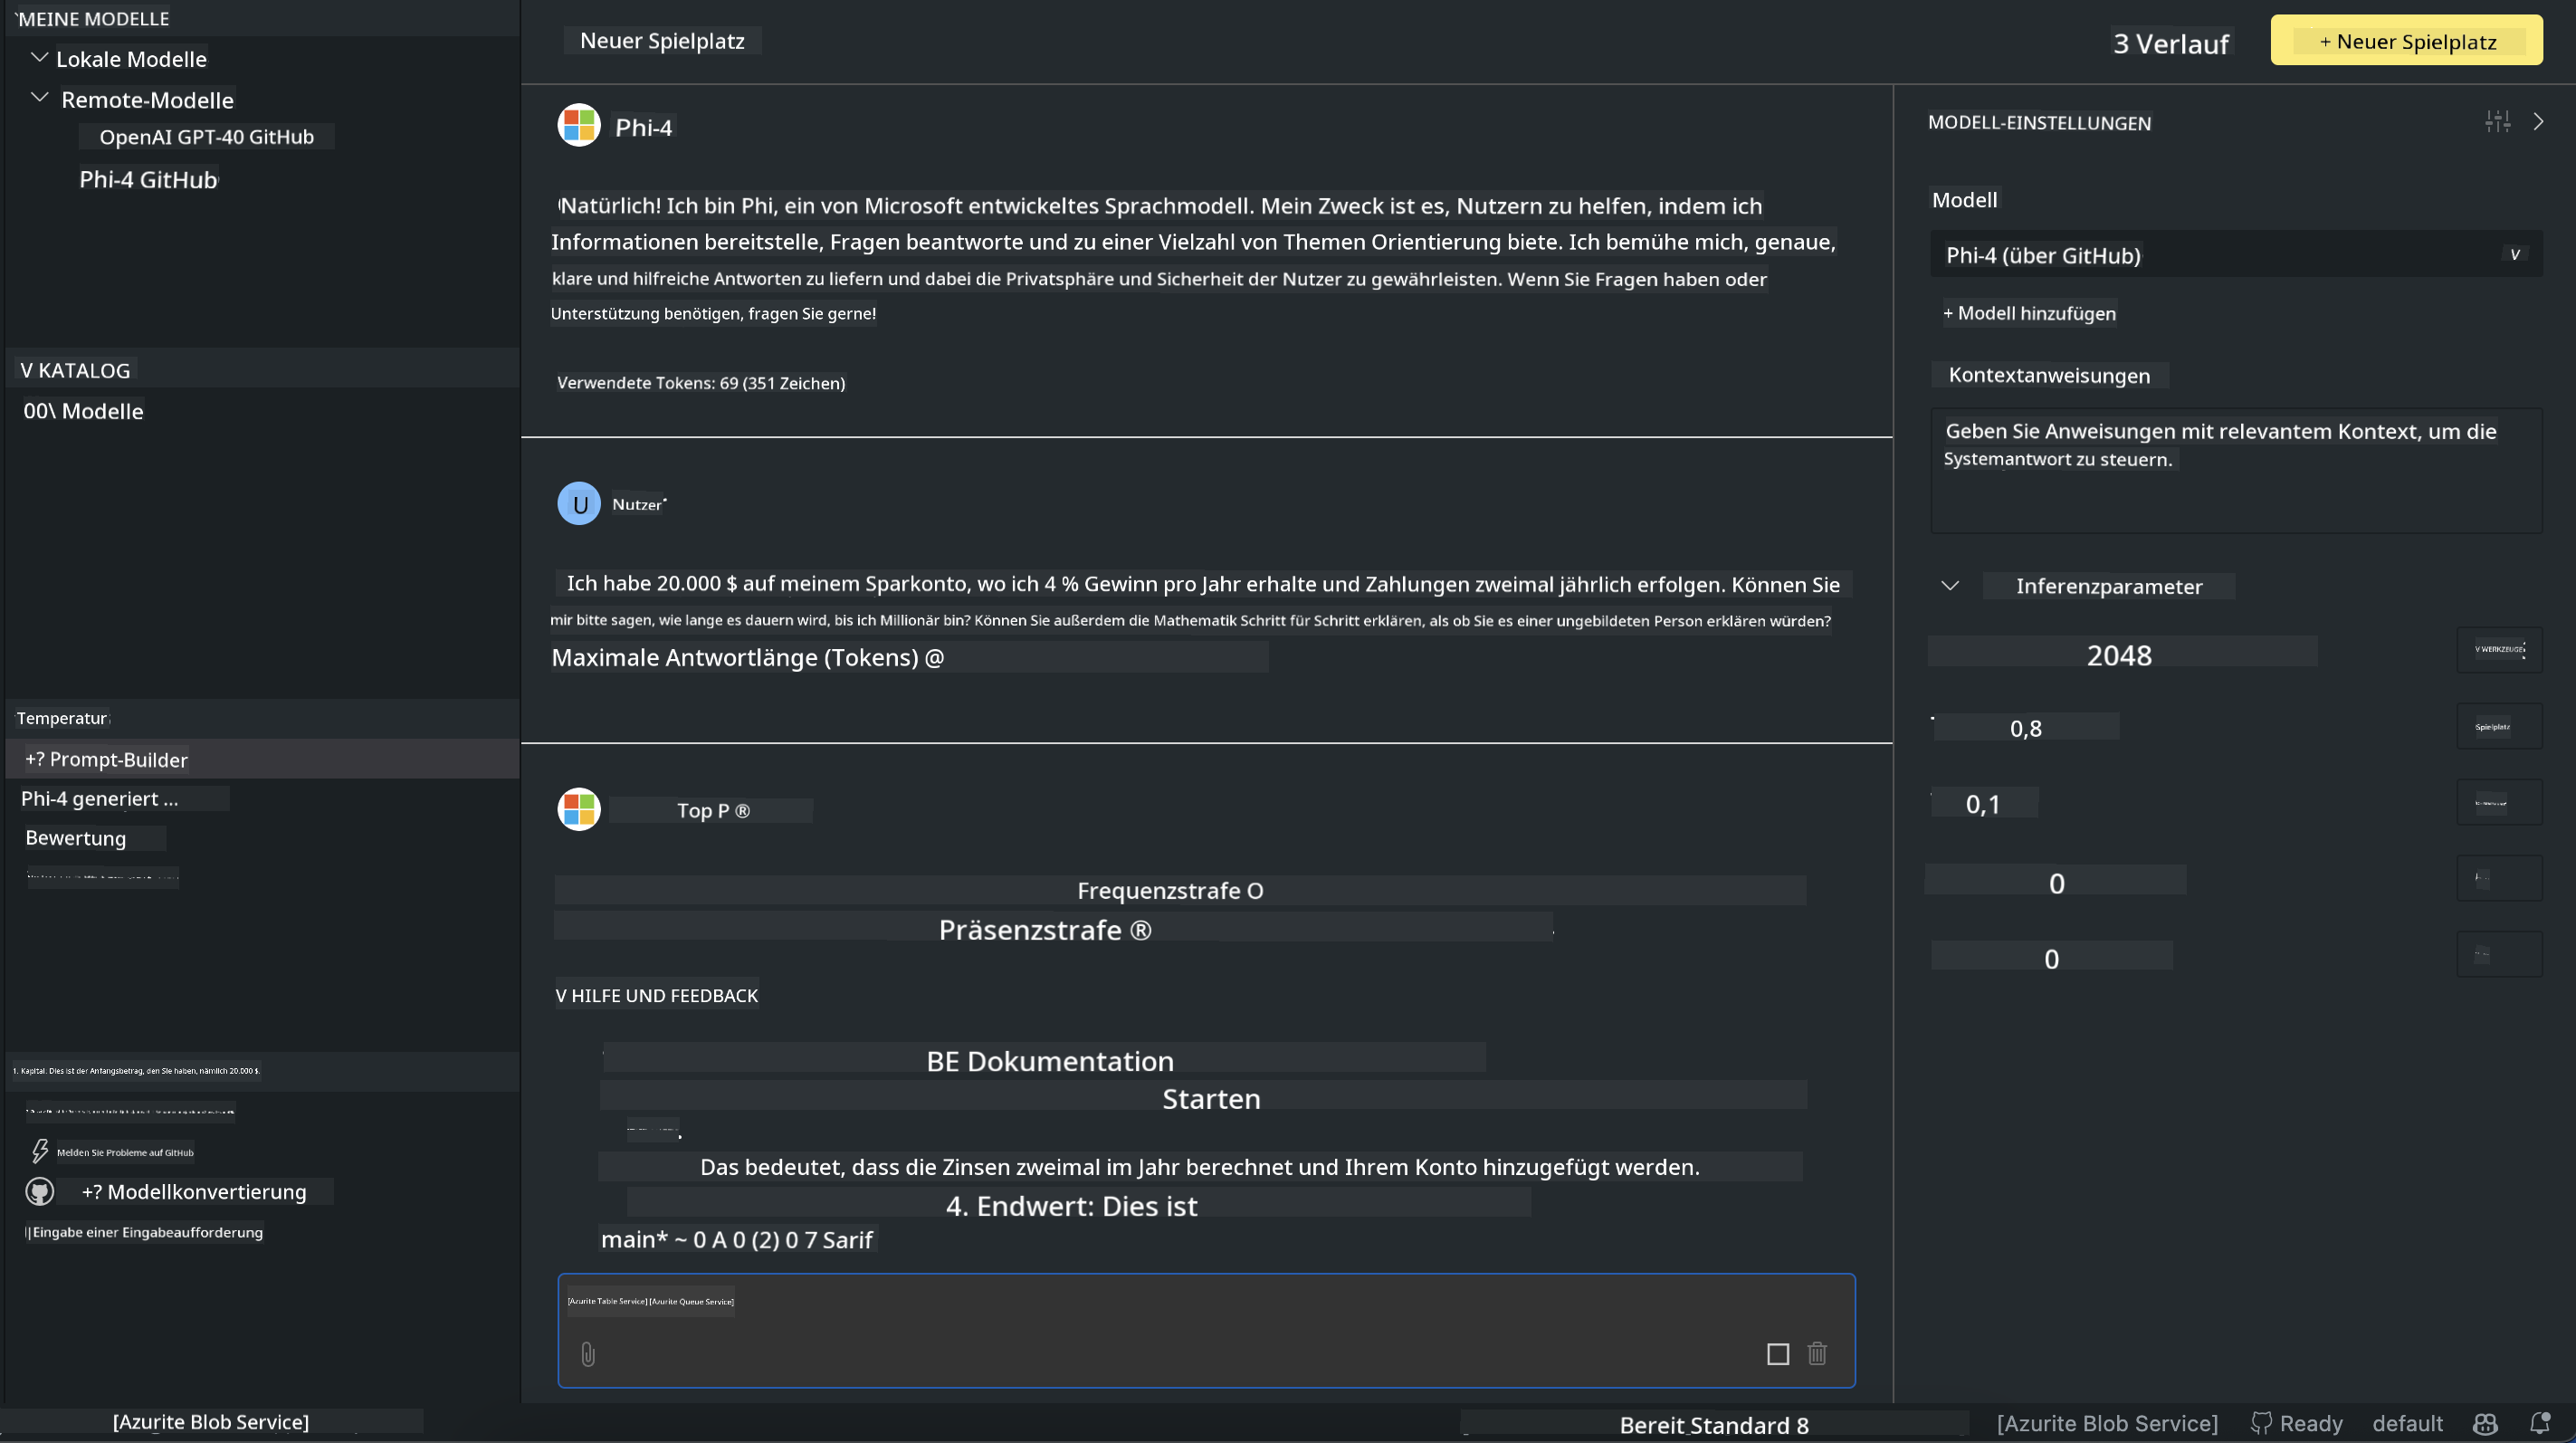 MEINE MODELLE
Lokale Modelle
Remote-Modelle
OpenAI GPT-40 GitHub
Phi-4 GitHub
V KATALOG
00\ Modelle
Temperatur
+? Prompt-Builder
Phi-4 generiert ...
Bewertung
1. Kapital: Dies ist der Anfangsbetrag, den Sie haben, nämlich 20.000 $.
Melden Sie Probleme auf GitHub
+? Modellkonvertierung
Eingabe einer Eingabeaufforderung
Neuer Spielplatz
3 Verlauf
+ Neuer Spielplatz
Phi-4
Natürlich! Ich bin Phi, ein von Microsoft entwickeltes Sprachmodell. Mein Zweck ist es, Nutzern zu helfen, indem ich
Informationen bereitstelle, Fragen beantworte und zu einer Vielzahl von Themen Orientierung biete. Ich bemühe mich, genaue,
klare und hilfreiche Antworten zu liefern und dabei die Privatsphäre und Sicherheit der Nutzer zu gewährleisten. Wenn Sie Fragen haben oder
Unterstützung benötigen, fragen Sie gerne!
Verwendete Tokens: 69 (351 Zeichen)
U Nutzer
Ich habe 20.000 $ auf meinem Sparkonto, wo ich 4 % Gewinn pro Jahr erhalte und Zahlungen zweimal jährlich erfolgen. Können Sie
mir bitte sagen, wie lange es dauern wird, bis ich Millionär bin? Können Sie außerdem die Mathematik Schritt für Schritt erklären, als ob Sie es einer ungebildeten Person erklären würden?
Maximale Antwortlänge (Tokens) @
Top P ®
Frequenzstrafe O
Präsenzstrafe ®
V HILFE UND FEEDBACK
BE Dokumentation
Starten
Das bedeutet, dass die Zinsen zweimal im Jahr berechnet und Ihrem Konto hinzugefügt werden.
4. Endwert: Dies ist
main* ~ 0 A 0 (2) 0 7 Sarif
[Azurite Table Service] [Azurite Queue Service]
MODELL-EINSTELLUNGEN
Modell
Phi-4 (über GitHub)
v
+ Modell hinzufügen
Kontextanweisungen
Geben Sie Anweisungen mit relevantem Kontext, um die
Systemantwort zu steuern.
Inferenzparameter
2048
V WERKZEUGE
0,8
Spielplatz
0,1
0
0
[Azurite Blob Service]
Bereit Standard 8
[Azurite Blob Service]
Ready
default